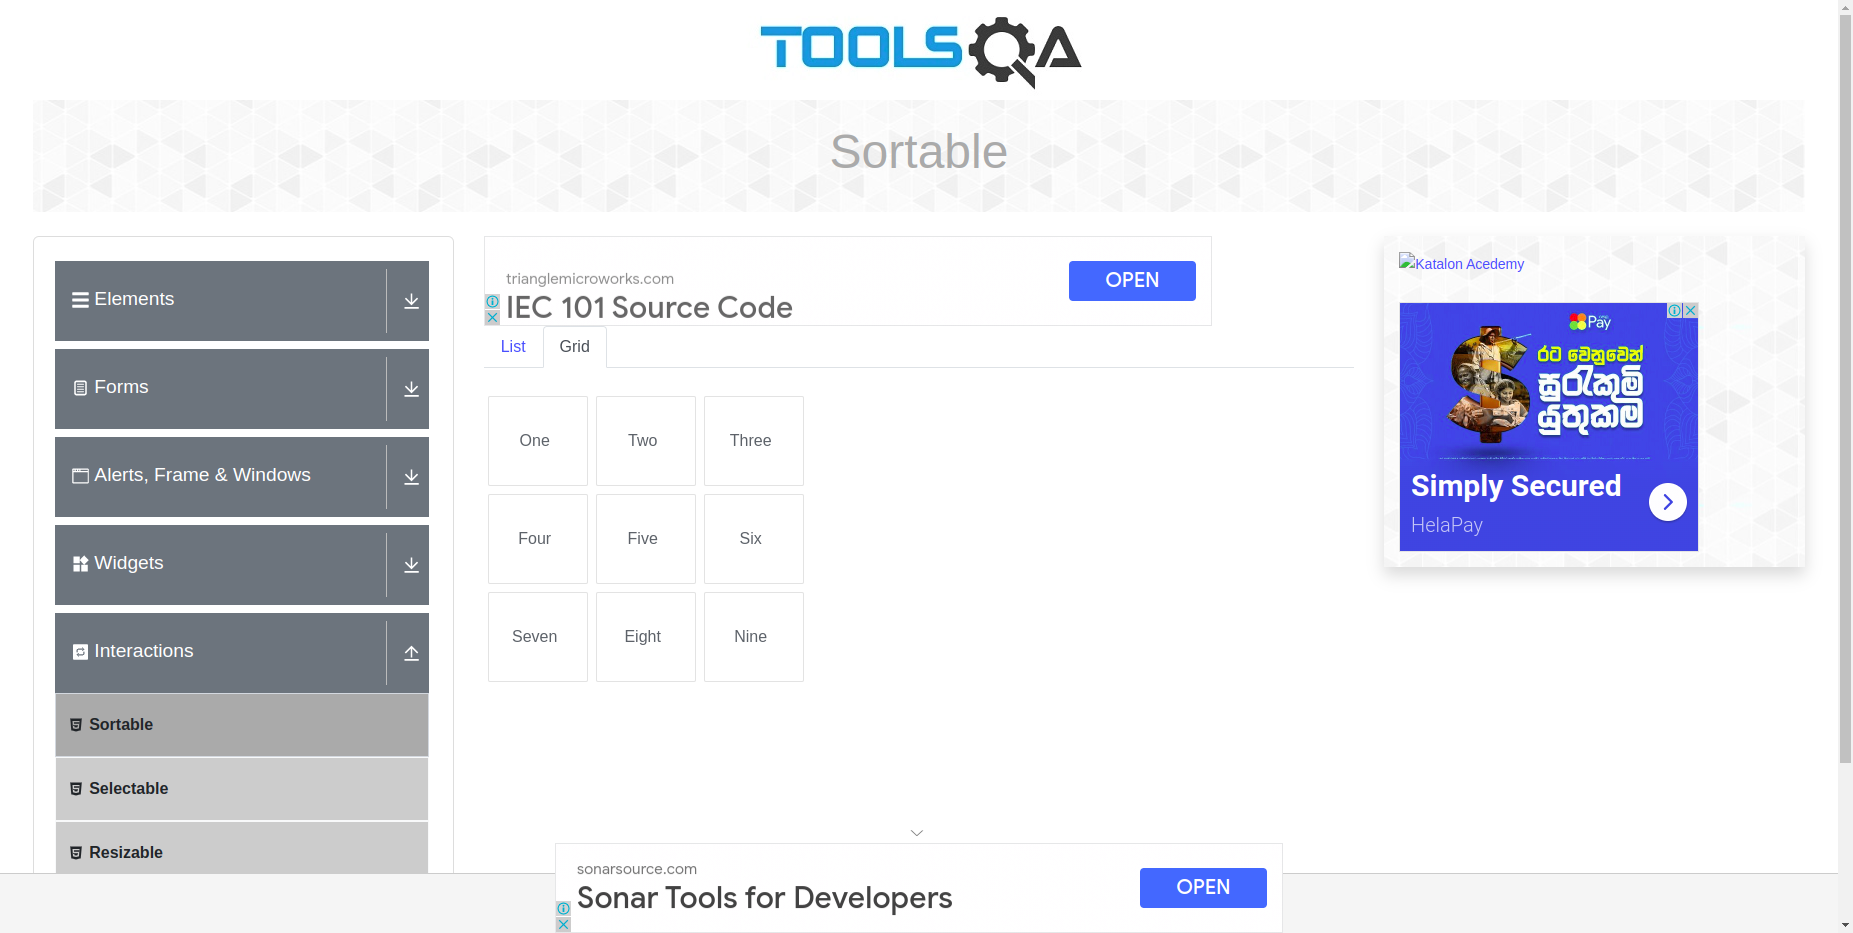 TOOLSQA
Sortable
Elements
Forms
Alerts, Frame & Windows
Widgets
Interactions
Sortable
Selectable
Resizable
trianglemicroworks.com
IEC 101 Source Code
OPEN
List
Grid
One
Two
Three
Four
Five
Six
Seven
Eight
Nine
Katalon Acedemy
Pay
රට වෙනුවෙන්
සුරැකුම්
යුතුකම
Simply Secured
HelaPay
sonarsource.com
Sonar Tools for Developers
OPEN